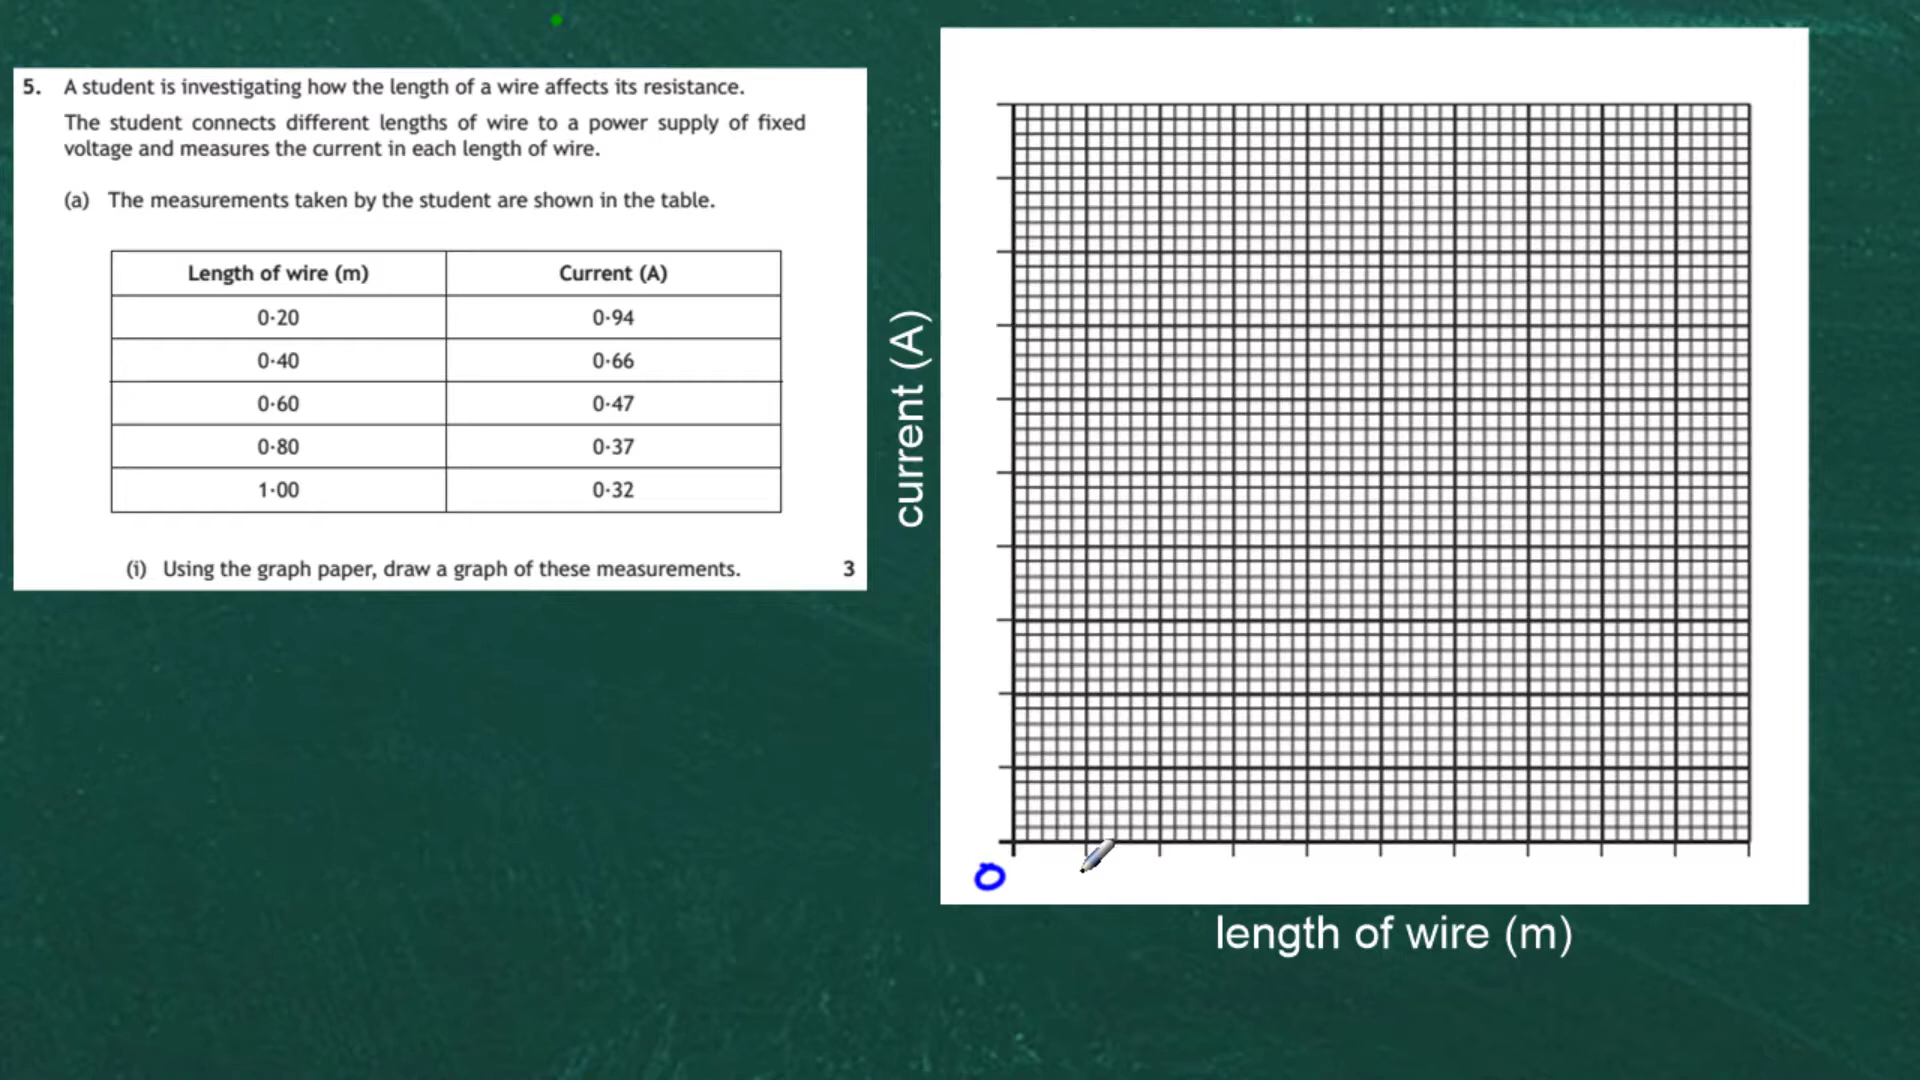 5. A student is investigating how the length of a wire affects its resistance.
The student connects different lengths of wire to a power supply of fixed
voltage and measures the current in each length of wire.
(a) The measurements taken by the student are shown in the table.
Length of wire (m) Current (A)
0·20 0·94
0·40 0·66
0·60 0·47
0·80 0·37
1·00 0·32
(i) Using the graph paper, draw a graph of these measurements. 3
current (A)
0
length of wire (m)